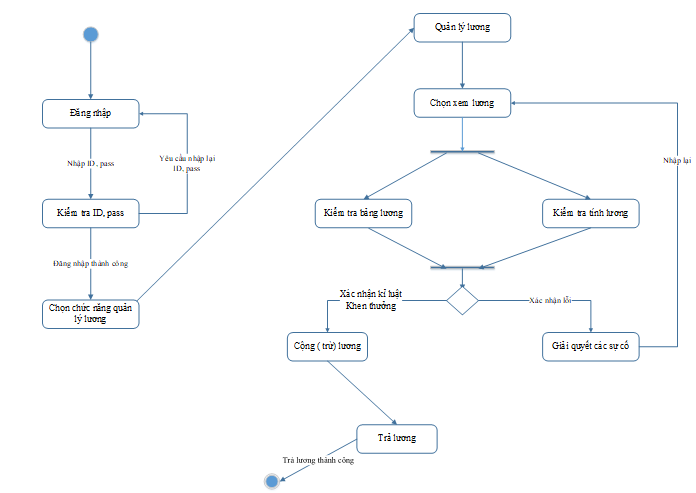 Đăng nhập
Nhập ID, pass
Yêu cầu nhập lại
ID, pass
Kiểm tra ID, pass
Đăng nhập thành công
Chọn chức năng quản
lý lương
Quản lý lương
Chọn xem lương
Nhập lại
Kiểm tra bảng lương
Kiểm tra tính lương
Xác nhận kỉ luật
Khen thưởng
Xác nhận lỗi
Cộng ( trừ) lương
Giải quyết các sự cố
Trả lương
Trả lương thành công